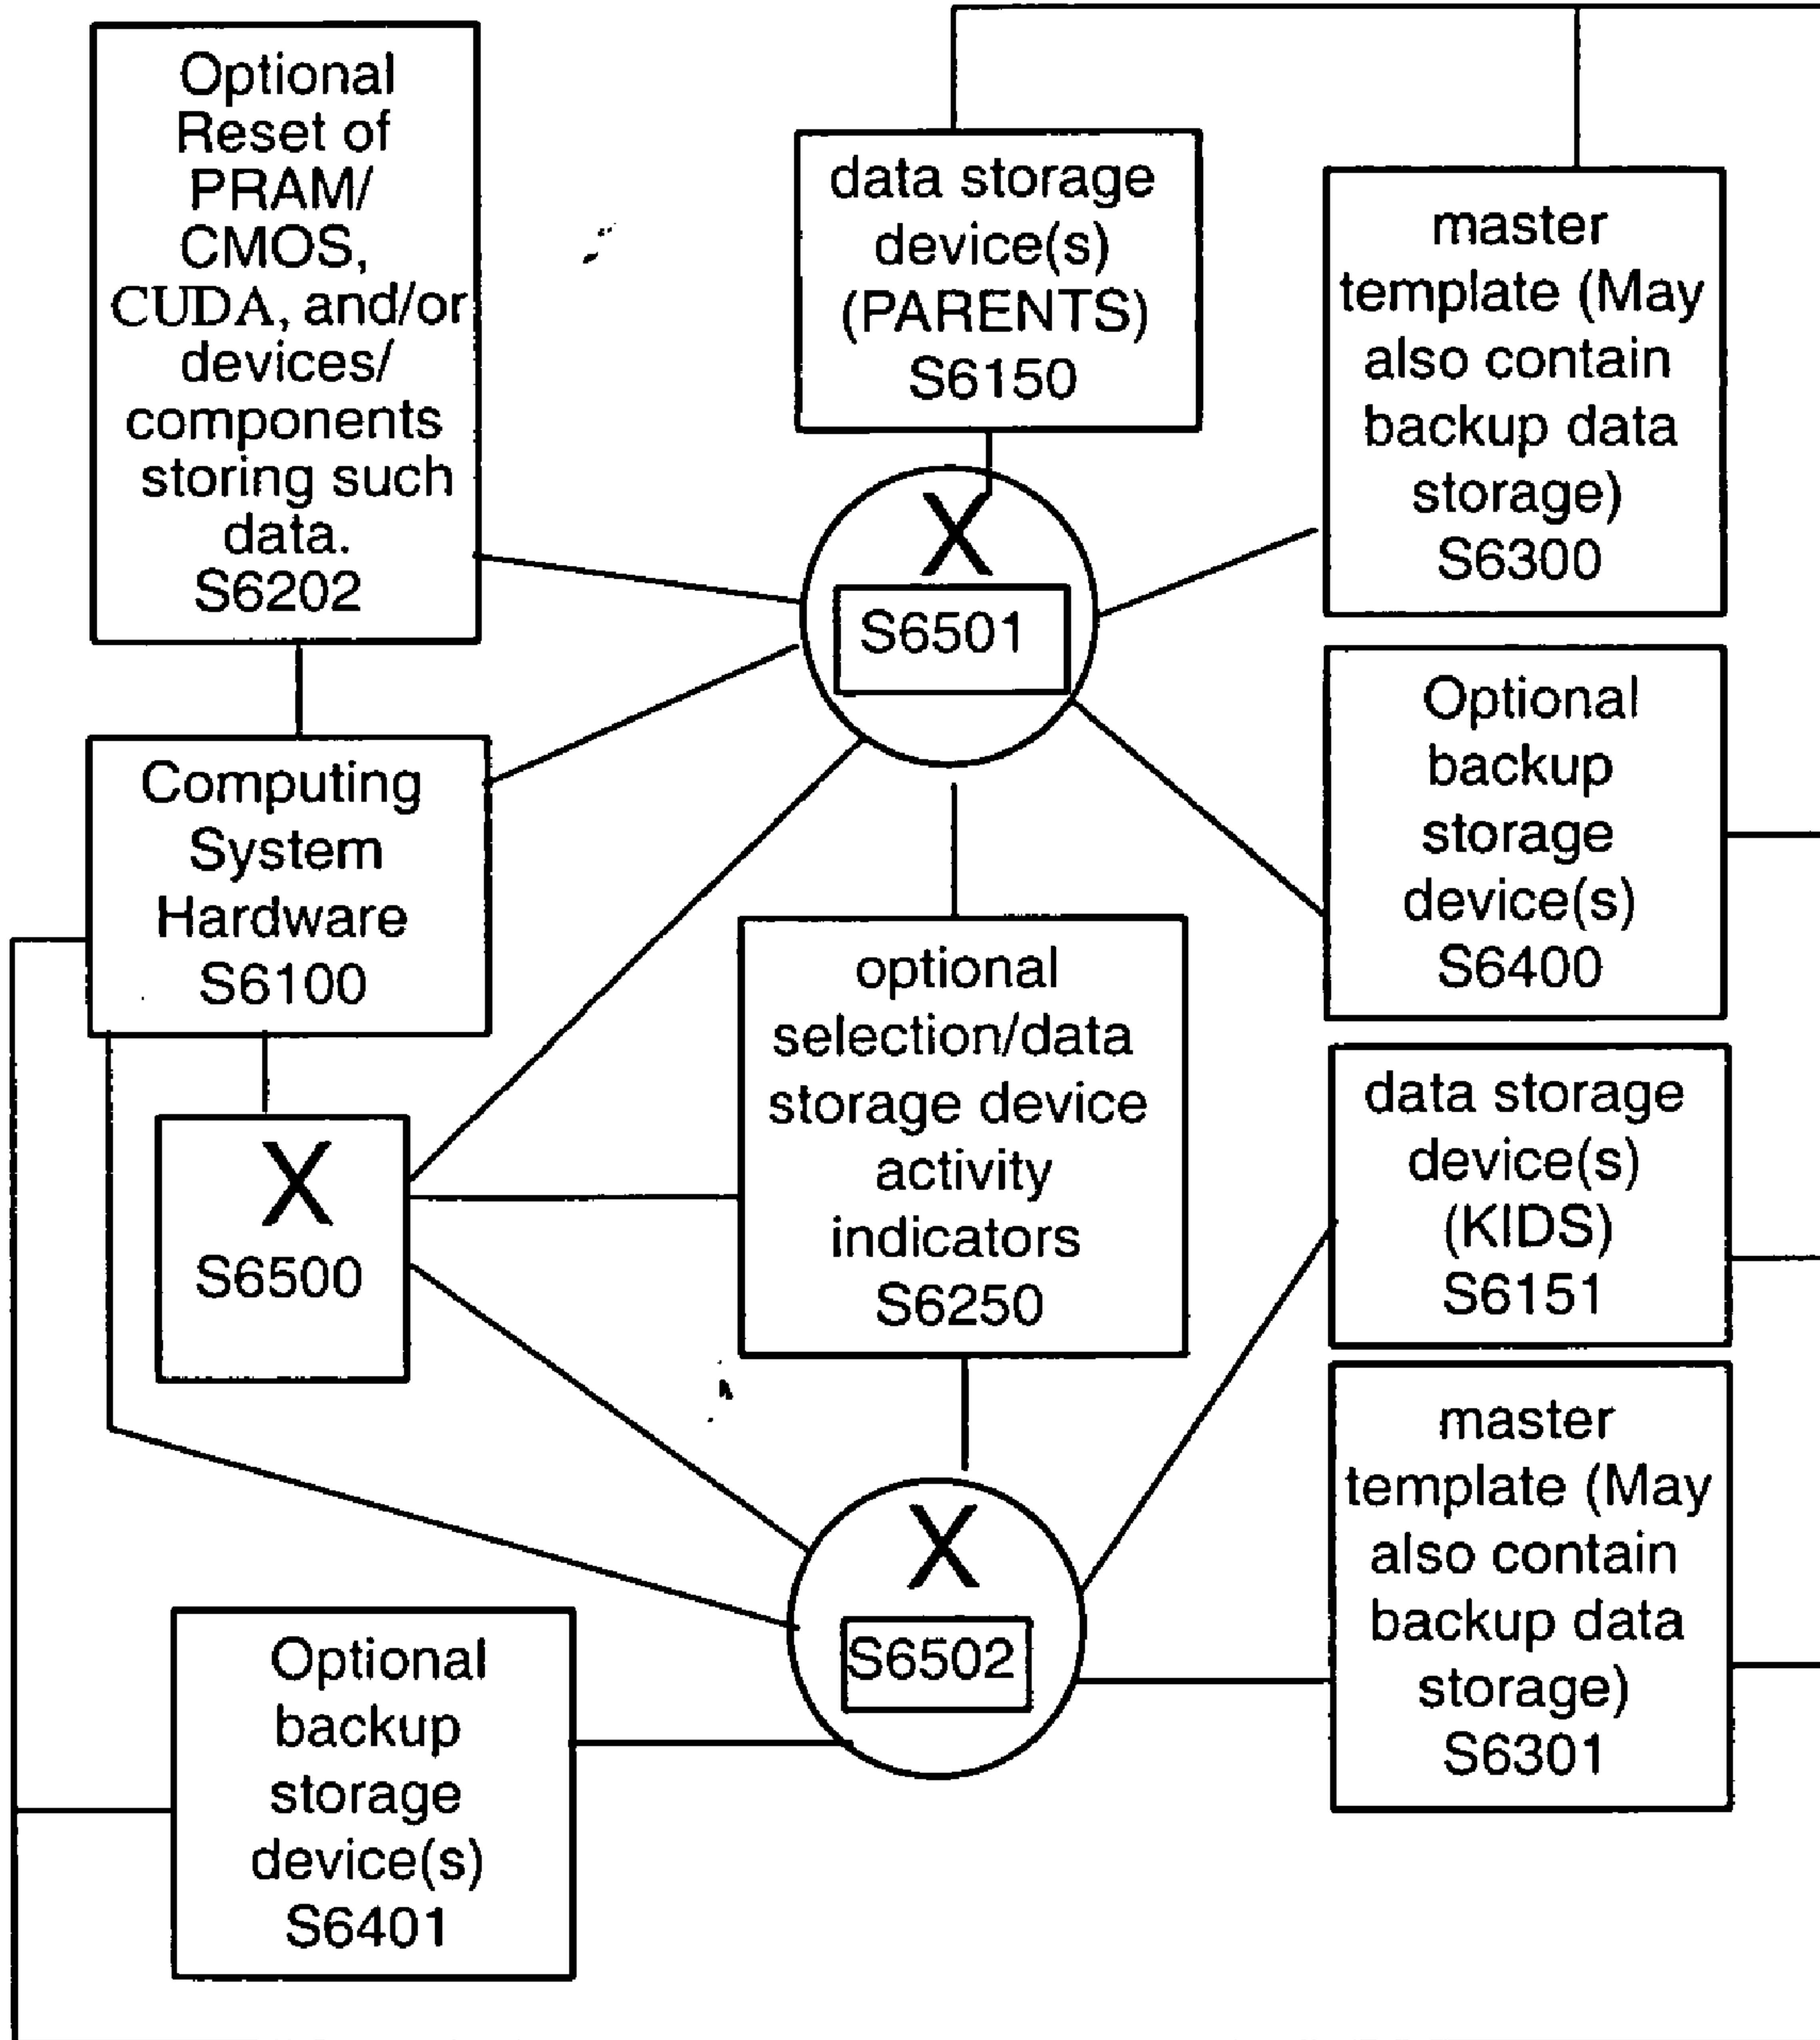 Optional
Reset of
PRAM/
CMOS,
CUDA, and/or
devices/
components
storing such
data.
S6202
data storage
device(s)
(PARENTS)
S6150
master
template (May
also contain
backup data
storage)
S6300
X
S6501
Computing
System
Hardware
S6100
Optional
backup
storage
device(s)
S6400
optional
selection/data
storage device
activity
indicators
S6250
X
S6500
data storage
device(s)
(KIDS)
S6151
master
template (May
also contain
backup data
storage)
S6301
X
S6502
Optional
backup
storage
device(s)
S6401